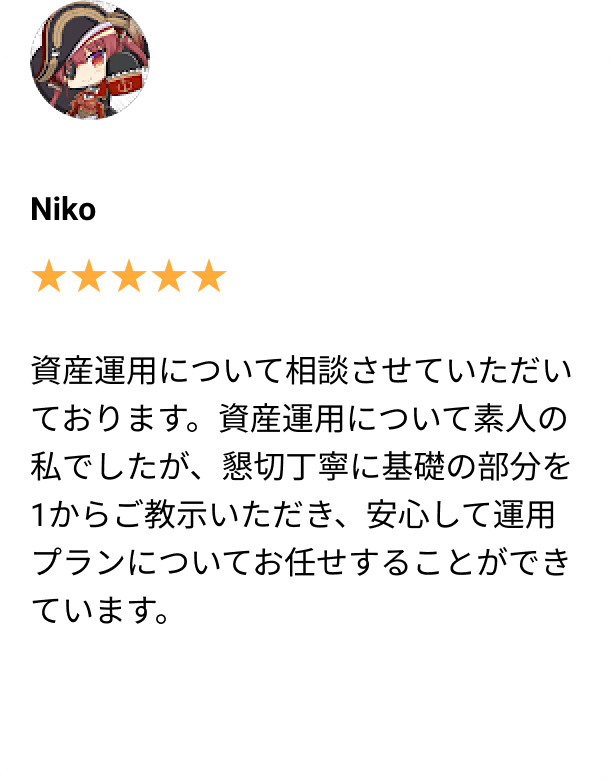 Niko
★★★★★
資産運用について相談させていただい
ております。資産運用について素人の
私でしたが、懇切丁寧に基礎の部分を
1からご教示いただき、安心して運用
プランについてお任せすることができ
ています。